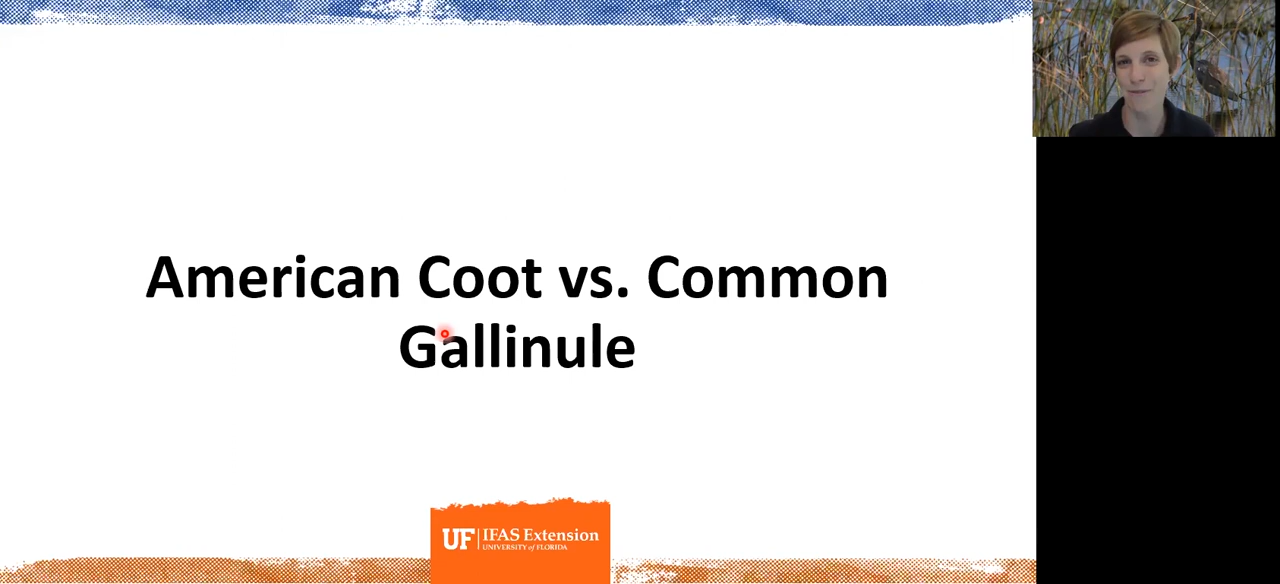 American Coot vs. Common
Gallinule
UF | IFAS Extension
UNIVERSITY of FLORIDA